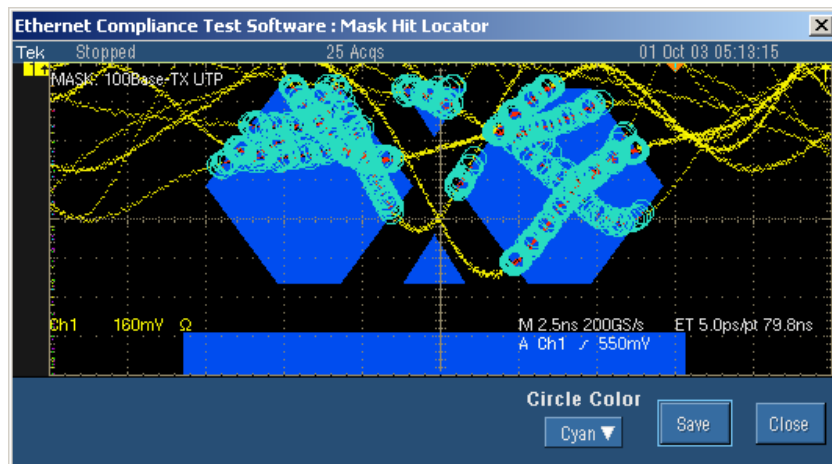 Ethernet Compliance Test Software : Mask Hit Locator
Tek Stopped 25 Acqs 01 Oct 03 05:13:15
1
MASK: 100Base-TX UTP
Ch1 160mV Ω M 2.5ns 200GS/s ET 5.0ps/pt 79.8ns
A Ch1 / 550mV
Circle Color
Cyan
Save
Close